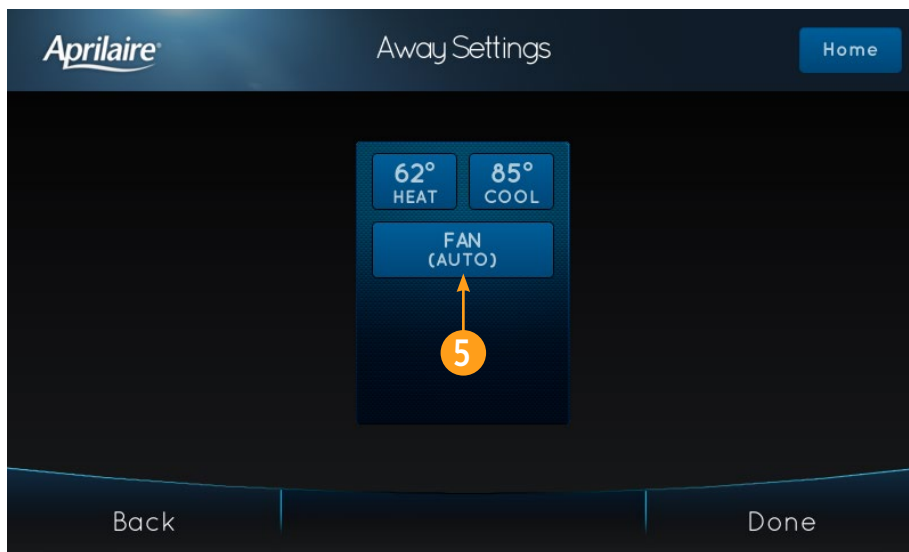 Aprilaire®
Away Settings
Home
62° 85°
HEAT COOL
FAN
(AUTO)
5
Back
Done